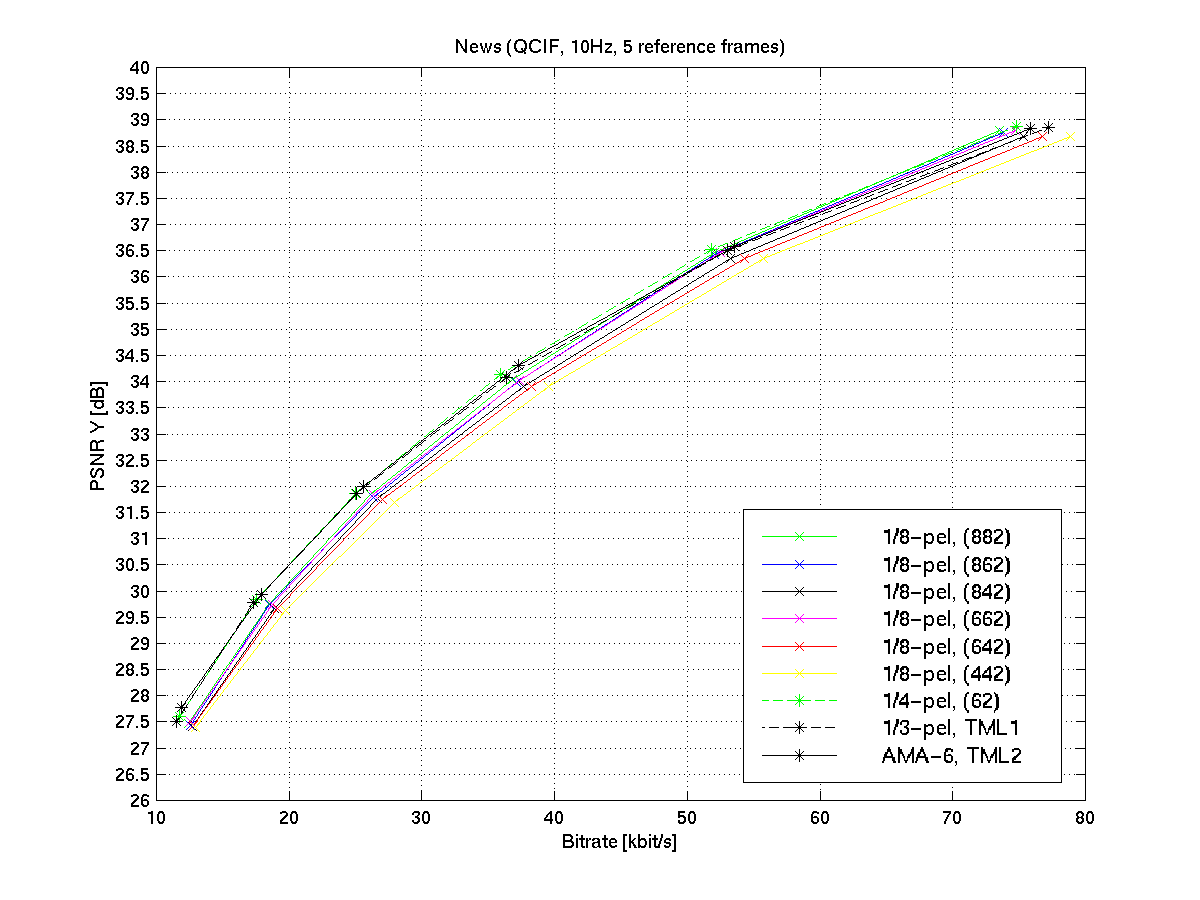 News (QCIF, 10Hz, 5 reference frames)
40
39.5
39
38.5
38
37.5
37
36.5
36
35.5
35
34.5
34
33.5
33
32.5
32
31.5
31
30.5
30
29.5
29
28.5
28
27.5
27
26.5
26
PSNR Y [dB]
1/8-pel, (882)
1/8-pel, (862)
1/8-pel, (842)
1/8-pel, (662)
1/8-pel, (642)
1/8-pel, (442)
1/4-pel, (62)
1/3-pel, TML1
AMA-6, TML2
10 20 30 40 50 60 70 80
Bitrate [kbit/s]